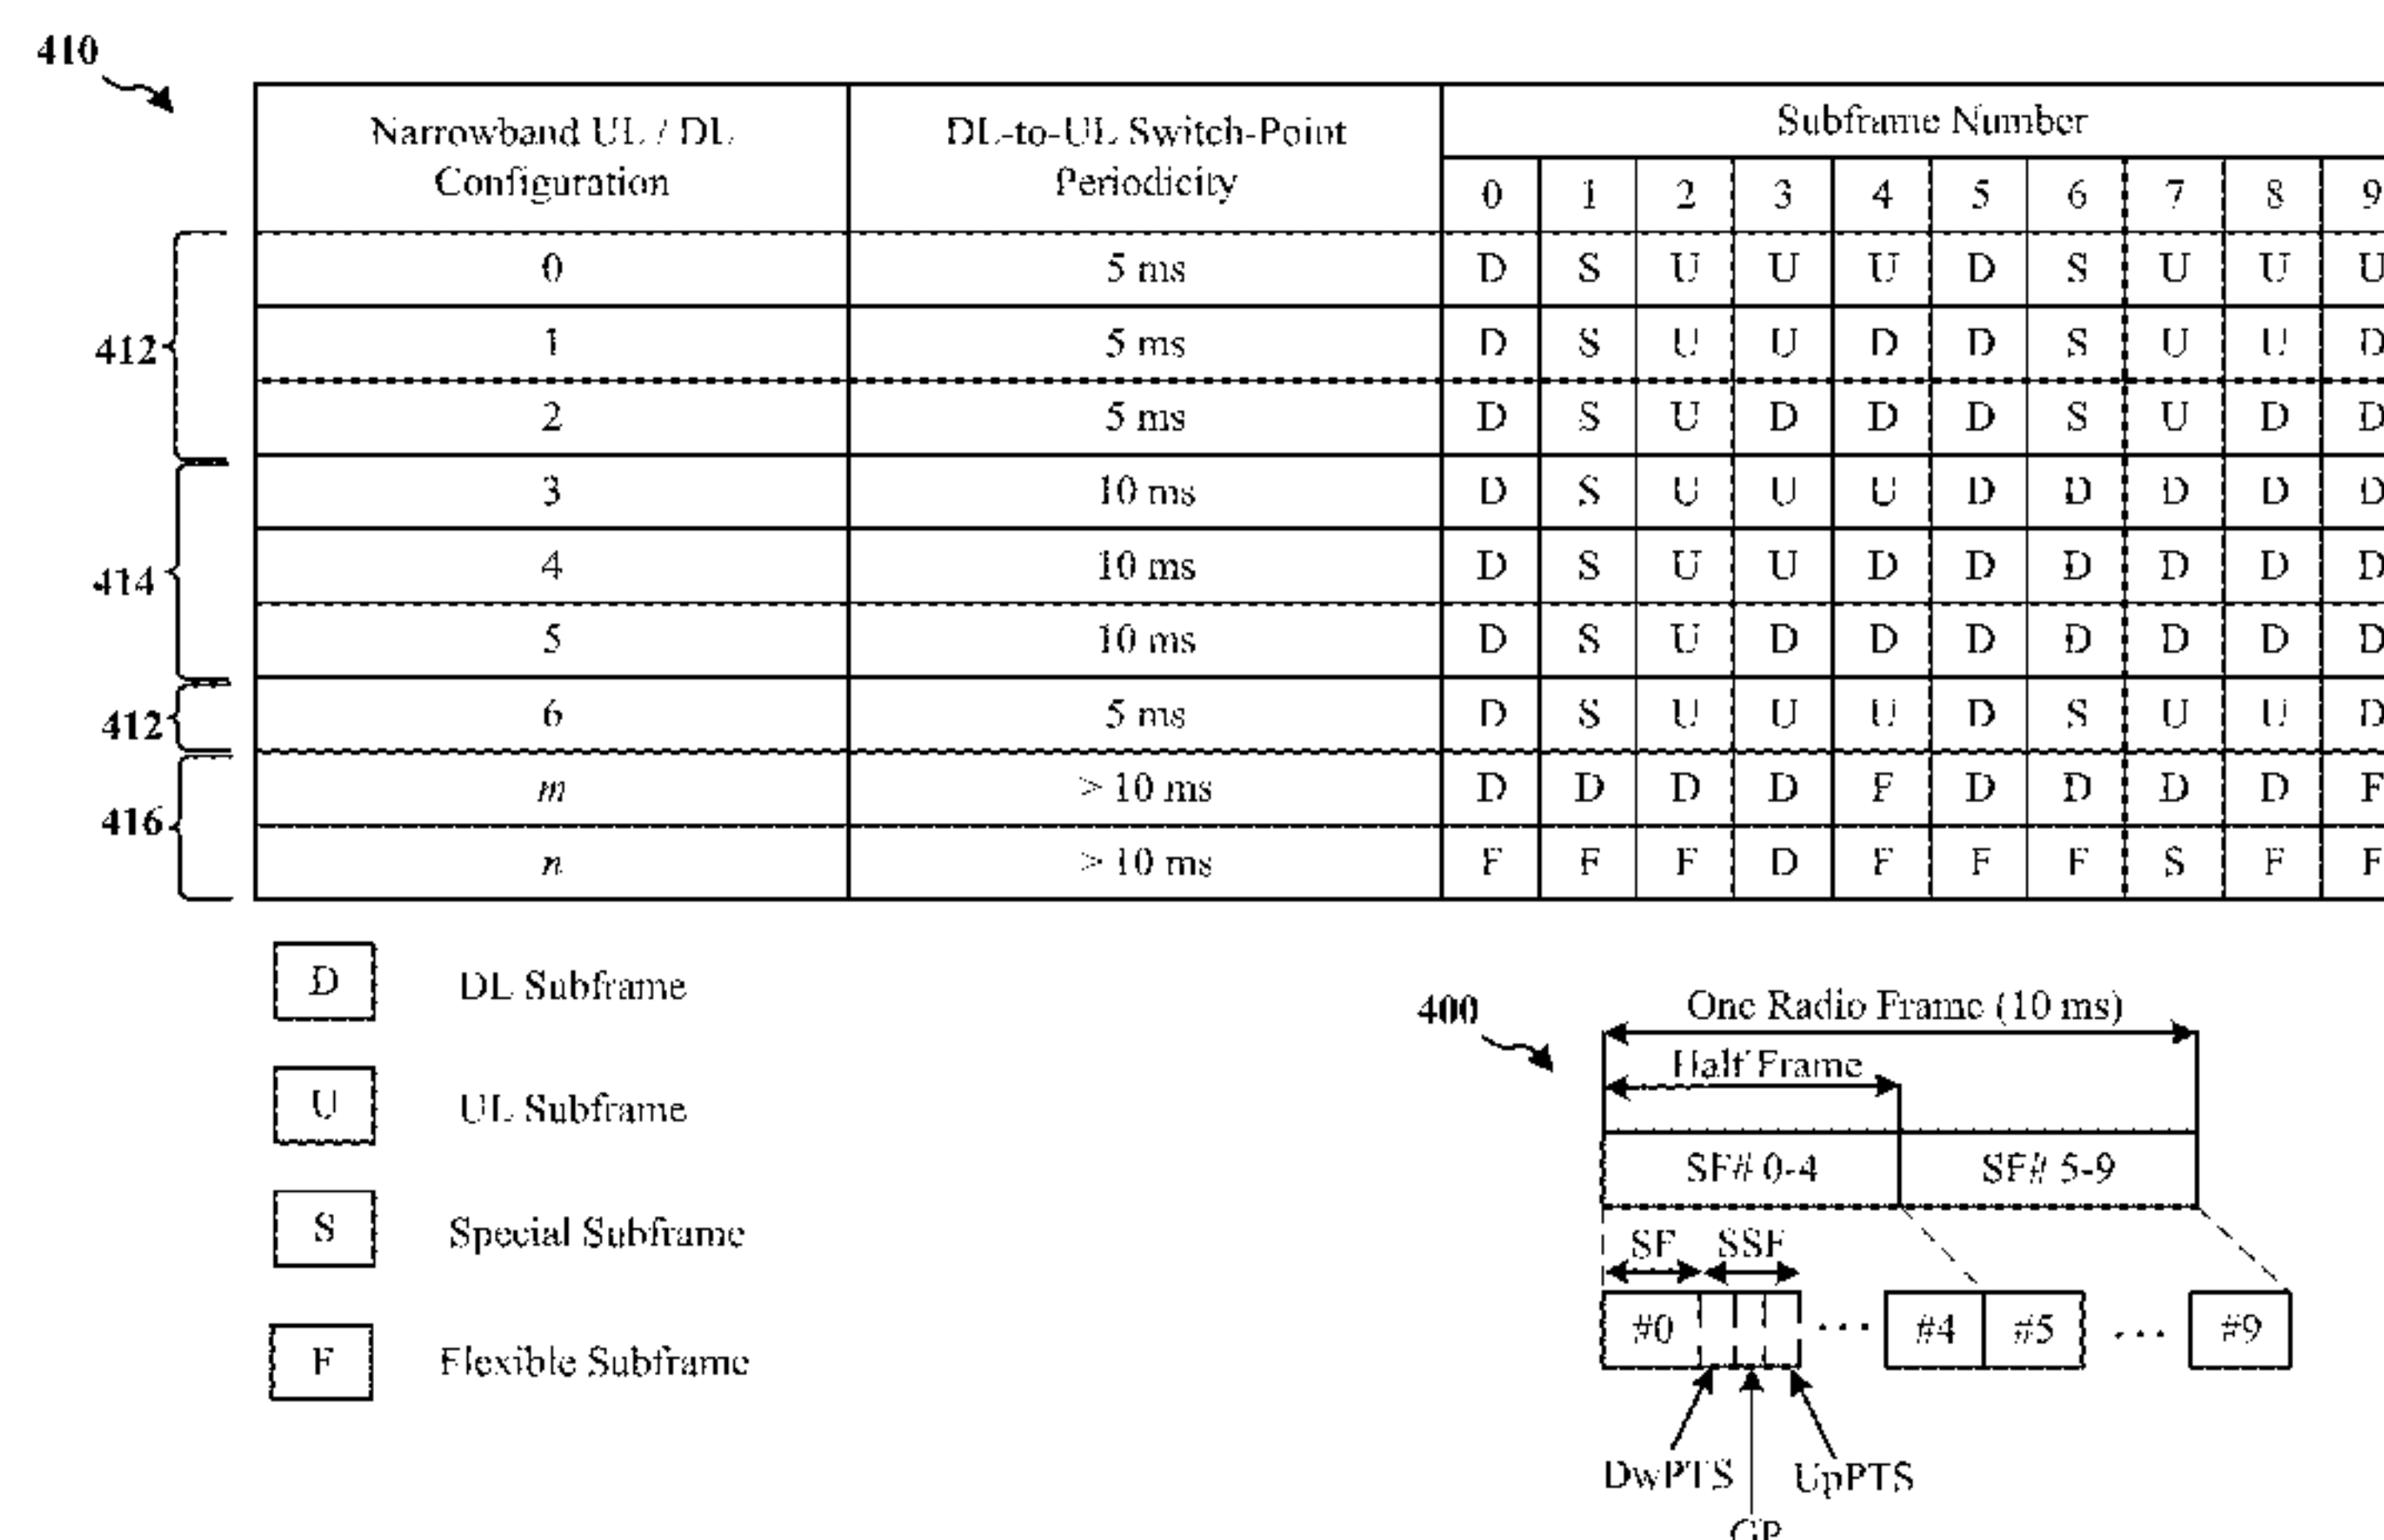 410
Narrowband UL / DL Configuration DL-to-UL Switch-Point Periodicity Subframe Number
0 1 2 3 4 5 6 7 8 9
0 5 ms D S U U U D S U U U
412 1 5 ms D S U U D D S U U D
2 5 ms D S U D D D S U D D
3 10 ms D S U U U D D D D D
414 4 10 ms D S U U D D D D D D
5 10 ms D S U D D D D D D D
412 6 5 ms D S U U U D S U U D
m > 10 ms D D D D F D D D D F
416
n > 10 ms F F F D F F F S F F
D DL Subframe
U UL Subframe
S Special Subframe
F Flexible Subframe
400 One Radio Frame (10 ms)
Half Frame
SF# 0-4 SF# 5-9
SF SSF
#0 ... #4 #5 ... #9
DwPTS UpPTS
GP